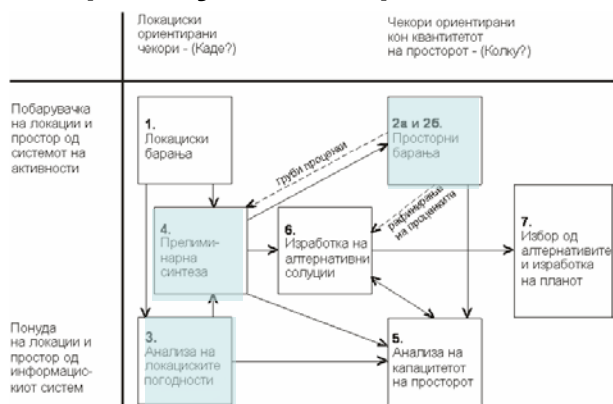 Локациски
ориентирани
чекори - (Каде?)
Чекори ориентирани
кон квантитетот
на просторот - (Колку?)
Побарувачка
на локации и
простор од
системот на
активности
1.
Локациски
барања
2а и 2б.
Просторни
барања
груби проценки
рафинирање
на проценката
4.
Прелими-
нарна
синтеза
6.
Изработка на
алтернативни
солуции
7.
Избор од
алтернативите
и изработка
на планот
Понуда
на локации и
простор од
информацис-
киот систем
3.
Анализа на
локациските
погодности
5.
Анализа на
капацитетот
на просторот